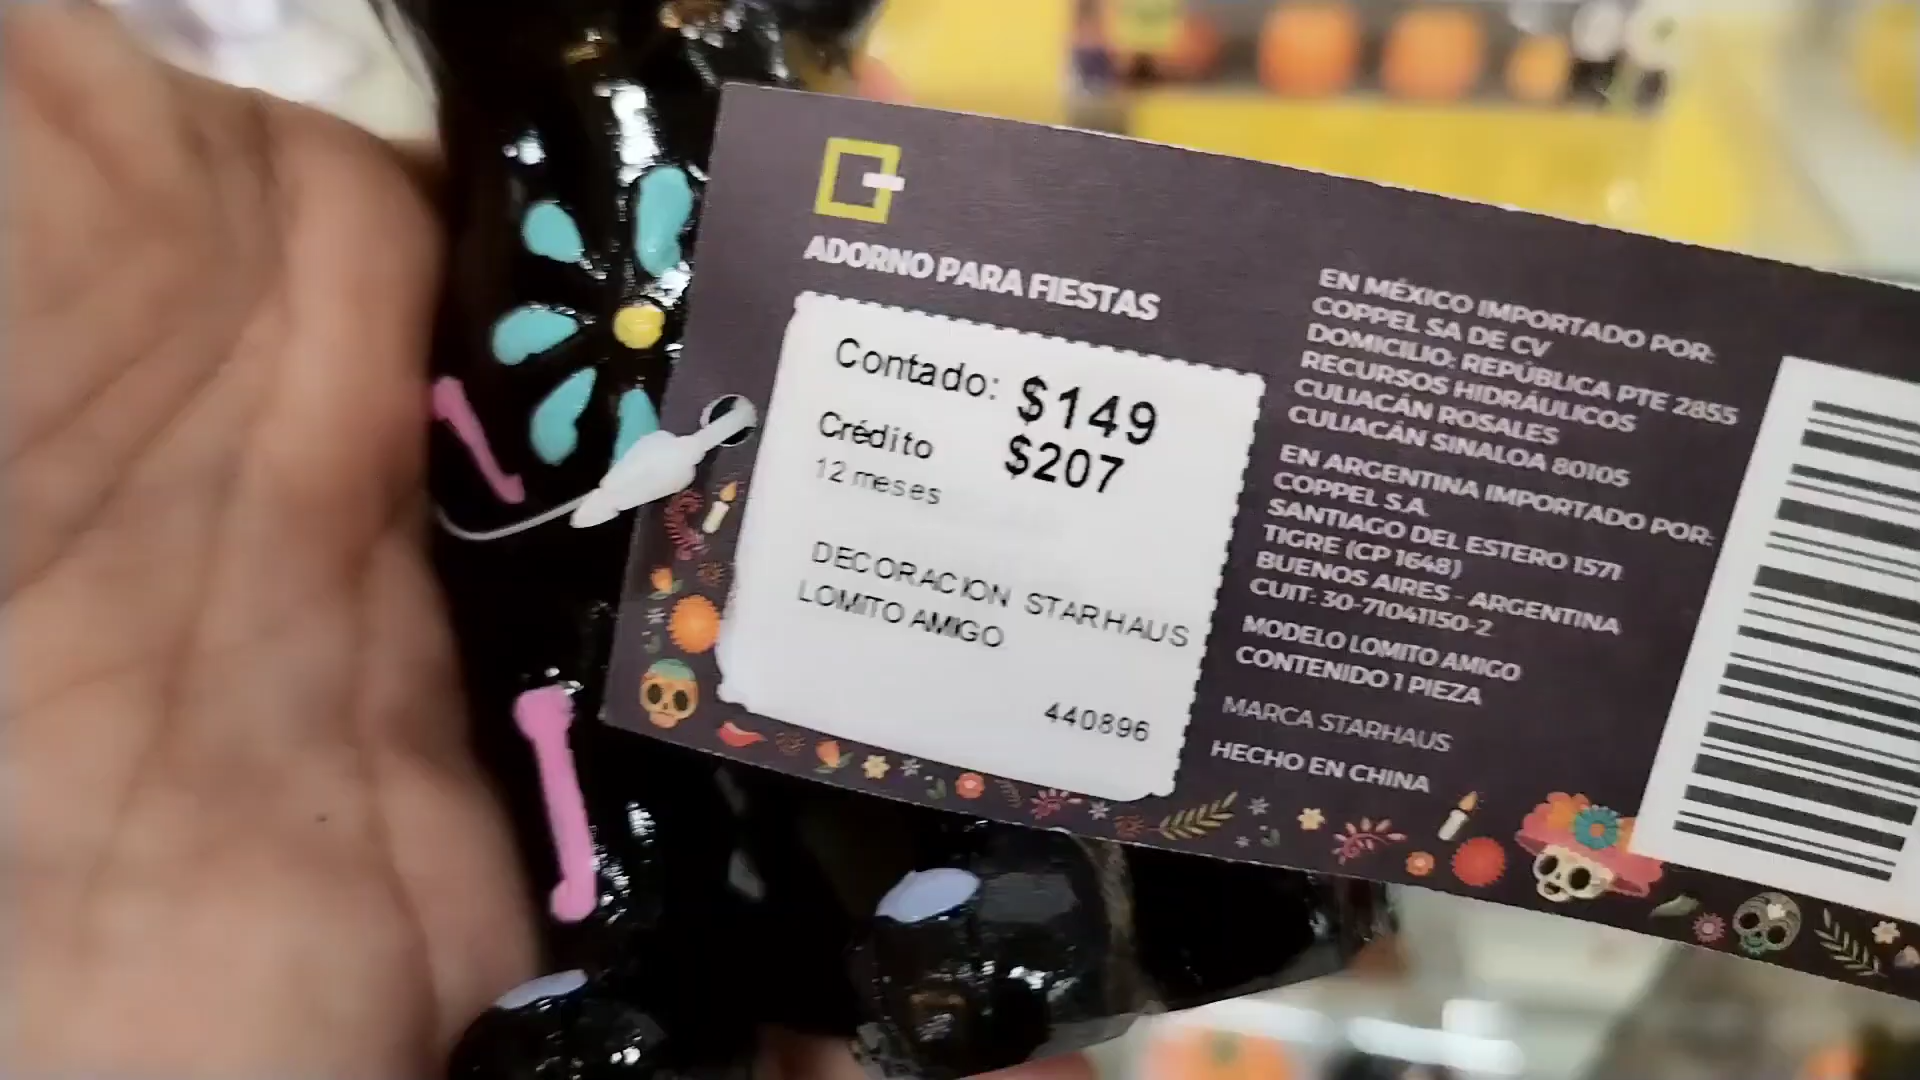 ADORNO PARA FIESTAS
Contado: $149
Crédito $207
12 meses
DECORACION STARHAUS
LOMITO AMIGO
440896
EN MÉXICO IMPORTADO POR:
COPPEL SA DE CV
DOMICILIO: REPÚBLICA PTE 2855
RECURSOS HIDRÁULICOS
CULIACÁN ROSALES
CULIACÁN SINALOA 80105
EN ARGENTINA IMPORTADO POR:
COPPEL S.A.
SANTIAGO DEL ESTERO 1571
TIGRE (CP 1648)
BUENOS AIRES - ARGENTINA
CUIT: 30-71041150-2
MODELO LOMITO AMIGO
CONTENIDO 1 PIEZA
MARCA STARHAUS
HECHO EN CHINA